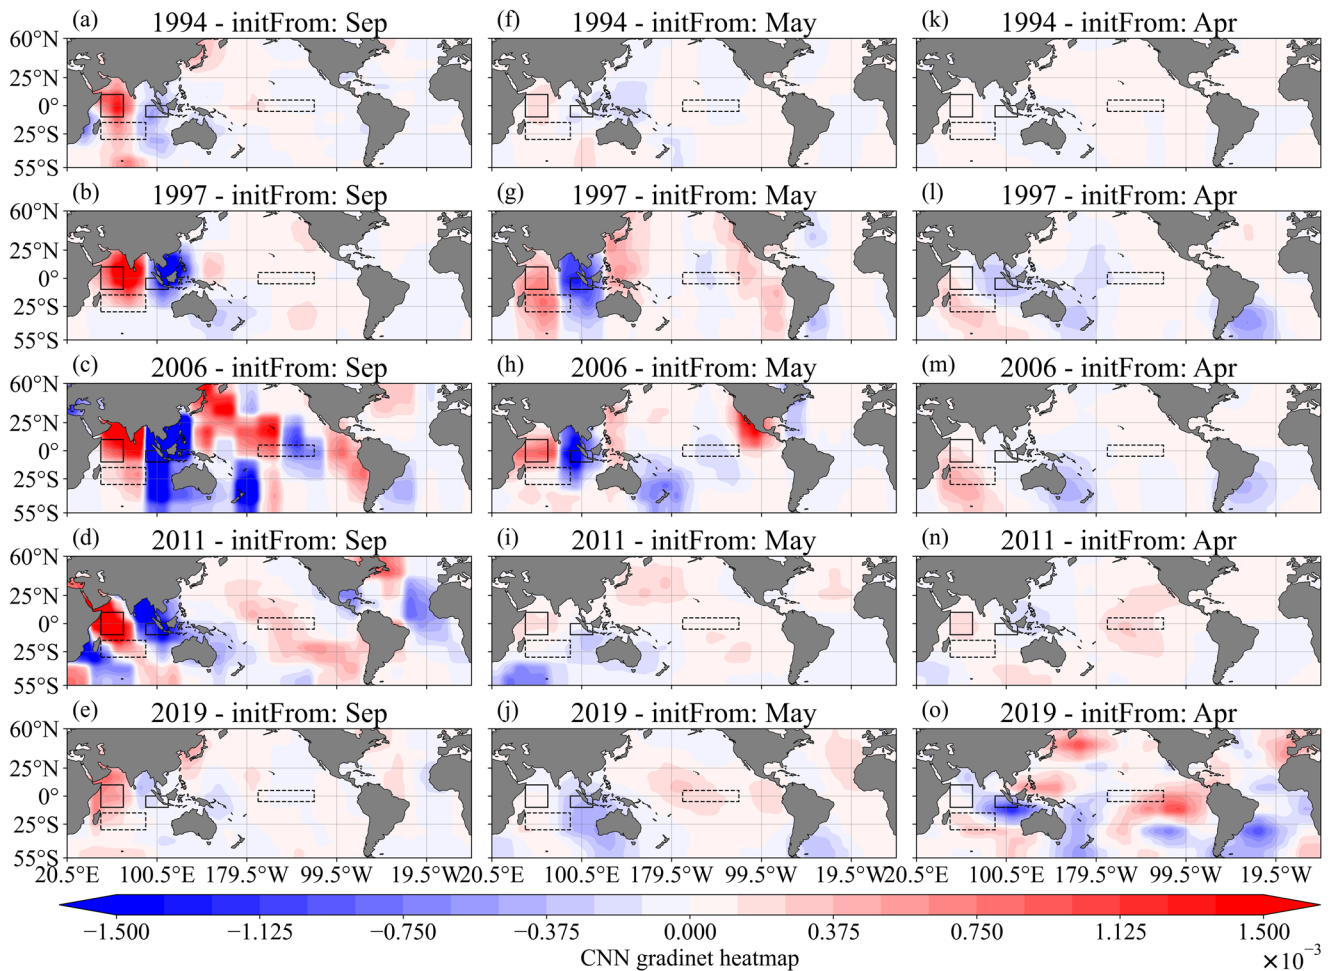 (a) 1994 - initFrom: Sep (f) 1994 - initFrom: May (k) 1994 - initFrom: Apr
60°N
25°N
0°
25°S
55°S
(b) 1997 - initFrom: Sep (g) 1997 - initFrom: May (l) 1997 - initFrom: Apr
60°N
25°N
0°
25°S
55°S
(c) 2006 - initFrom: Sep (h) 2006 - initFrom: May (m) 2006 - initFrom: Apr
60°N
25°N
0°
25°S
55°S
(d) 2011 - initFrom: Sep (i) 2011 - initFrom: May (n) 2011 - initFrom: Apr
60°N
25°N
0°
25°S
55°S
(e) 2019 - initFrom: Sep (j) 2019 - initFrom: May (o) 2019 - initFrom: Apr
60°N
25°N
0°
25°S
55°S
20.5°E 100.5°E 179.5°W 99.5°W 19.5°W 20.5°E 100.5°E 179.5°W 99.5°W 19.5°W 20.5°E 100.5°E 179.5°W 99.5°W 19.5°W
−1.500 −1.125 −0.750 −0.375 0.000 0.375 0.750 1.125 1.500
CNN gradinet heatmap ×10⁻³